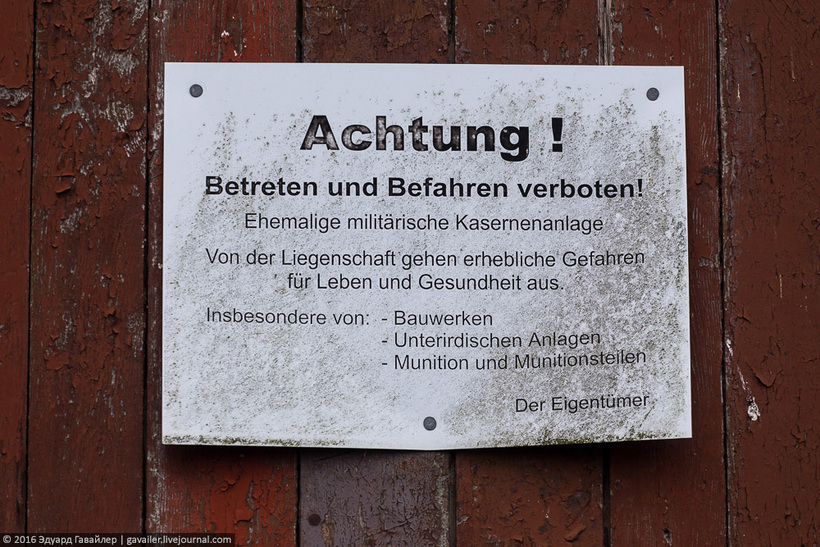 Achtung !
Betreten und Befahren verboten!
Ehemalige militärische Kasernenanlage
Von der Liegenschaft gehen erhebliche Gefahren
für Leben und Gesundheit aus.
Insbesondere von: - Bauwerken
- Unterirdischen Anlagen
- Munition und Munitionsteilen
Der Eigentümer
© 2016 Эдуард Гавайлер | gavailer.livejournal.com